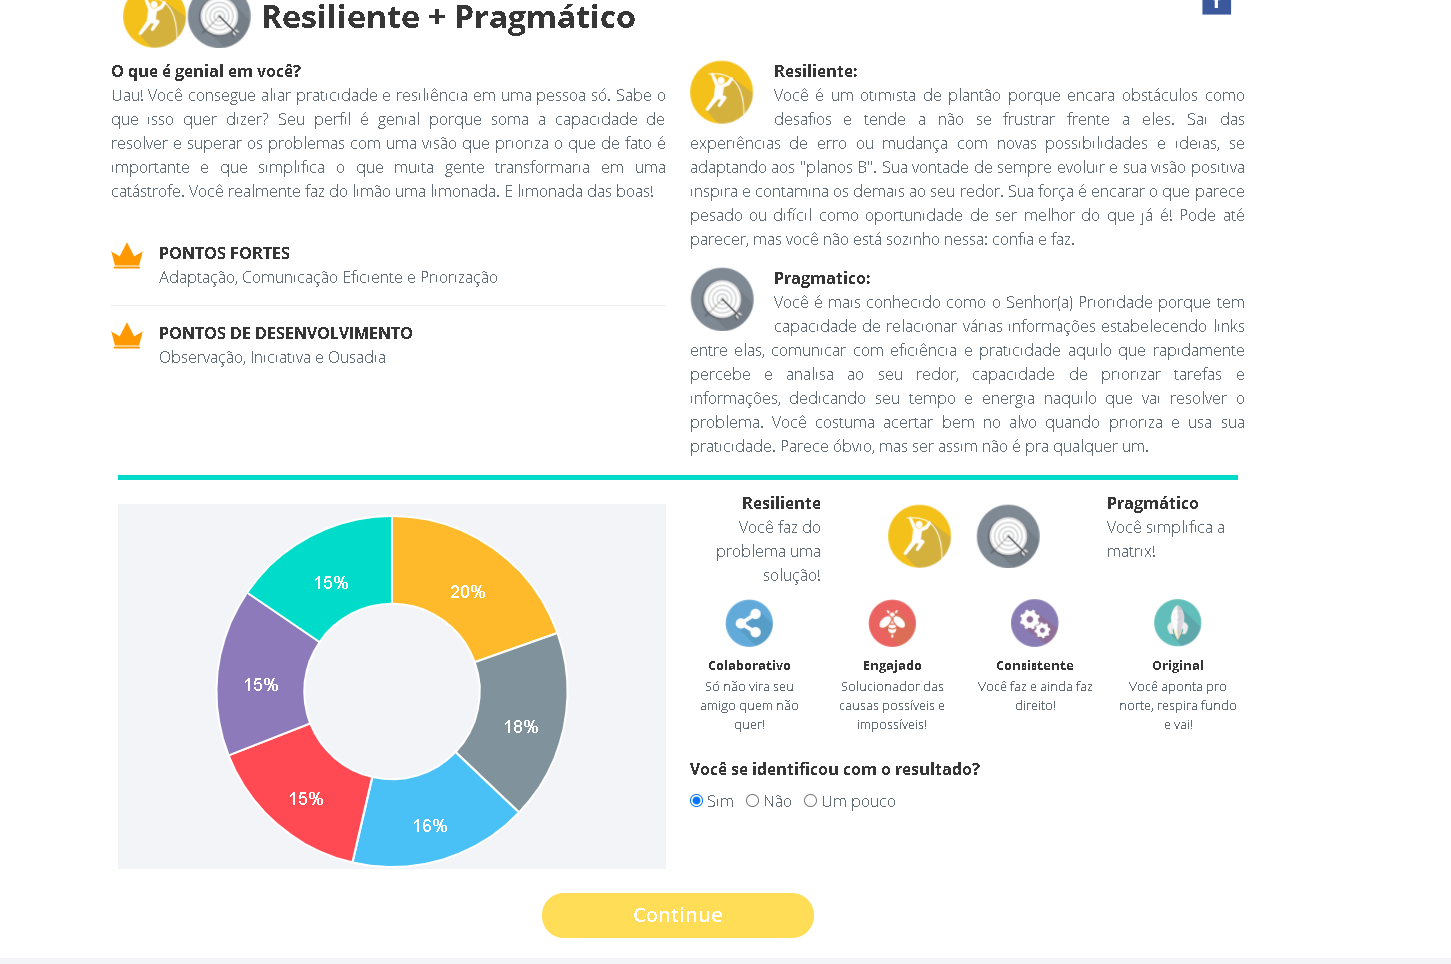 Resiliente + Pragmático
O que é genial em você?
Uau! Você consegue aliar praticidade e resiliência em uma pessoa só. Sabe o
que isso quer dizer? Seu perfil é genial porque soma a capacidade de
resolver e superar os problemas com uma visão que prioriza o que de fato é
importante e que simplifica o que muita gente transformaria em uma
catástrofe. Você realmente faz do limão uma limonada. E limonada das boas!
PONTOS FORTES
Adaptação, Comunicação Eficiente e Priorização
PONTOS DE DESENVOLVIMENTO
Observação, Iniciativa e Ousadia
Resiliente:
Você é um otimista de plantão porque encara obstáculos como
desafios e tende a não se frustrar frente a eles. Sai das
experiências de erro ou mudança com novas possibilidades e ideias, se
adaptando aos "planos B". Sua vontade de sempre evoluir e sua visão positiva
inspira e contamina os demais ao seu redor. Sua força é encarar o que parece
pesado ou difícil como oportunidade de ser melhor do que já é! Pode até
parecer, mas você não está sozinho nessa: confia e faz.
Pragmatico:
Você é mais conhecido como o Senhor(a) Prioridade porque tem
capacidade de relacionar várias informações estabelecendo links
entre elas, comunicar com eficiência e praticidade aquilo que rapidamente
percebe e analisa ao seu redor, capacidade de priorizar tarefas e
informações, dedicando seu tempo e energia naquilo que vai resolver o
problema. Você costuma acertar bem no alvo quando prioriza e usa sua
praticidade. Parece óbvio, mas ser assim não é pra qualquer um.
15%
20%
15%
18%
15%
16%
Resiliente
Você faz do
problema uma
solução!
Pragmático
Você simplifica a
matrix!
Colaborativo
Só não vira seu
amigo quem não
quer!
Engajado
Solucionador das
causas possíveis e
impossíveis!
Consistente
Você faz e ainda faz
direito!
Original
Você aponta pro
norte, respira fundo
e vai!
Você se identificou com o resultado?
Sim Não Um pouco
Continue